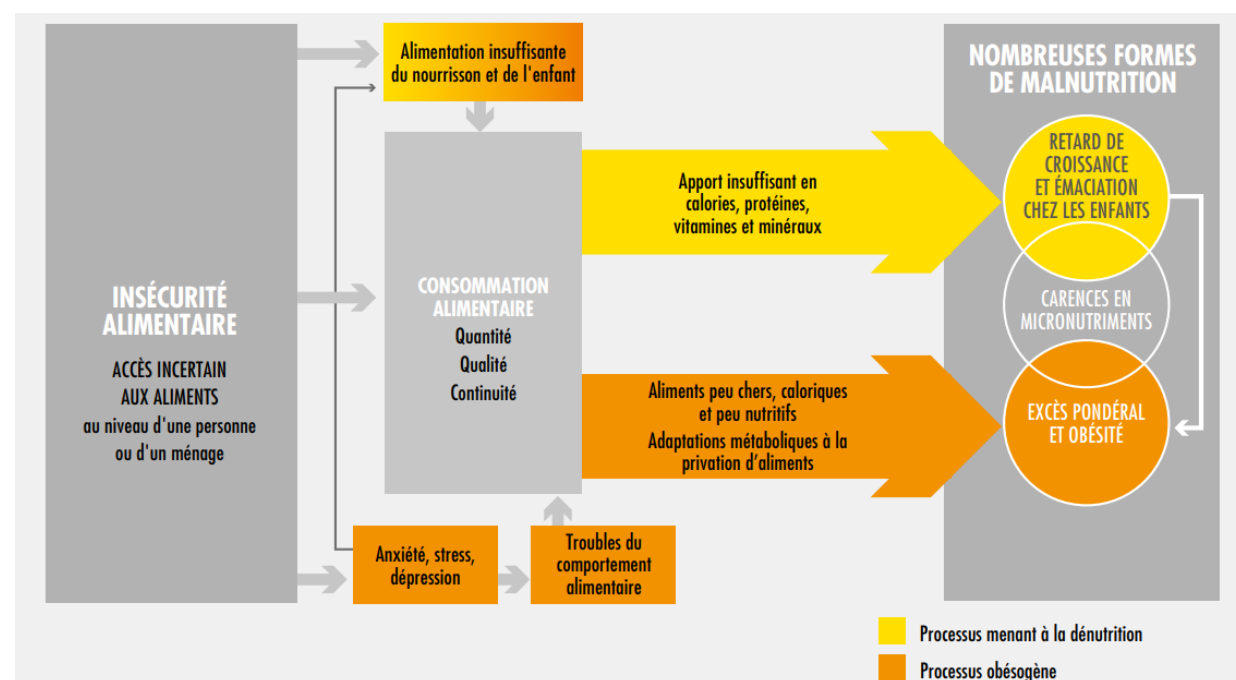 Alimentation insuffisante
du nourrisson et de l'enfant
INSÉCURITÉ
ALIMENTAIRE
ACCÈS INCERTAIN
AUX ALIMENTS
au niveau d'une personne
ou d'un ménage
CONSOMMATION
ALIMENTAIRE
Quantité
Qualité
Continuité
Anxiété, stress,
dépression
Troubles du
comportement
alimentaire
Apport insuffisant en
calories, protéines,
vitamines et minéraux
Aliments peu chers, caloriques
et peu nutritifs
Adaptations métaboliques à la
privation d’aliments
NOMBREUSES FORMES
DE MALNUTRITION
RETARD DE
CROISSANCE
ET ÉMACIATION
CHEZ LES ENFANTS
CARENCES EN
MICRONUTRIMENTS
EXCÈS PONDÉRAL
ET OBÉSITÉ
Processus menant à la dénutrition
Processus obésogène